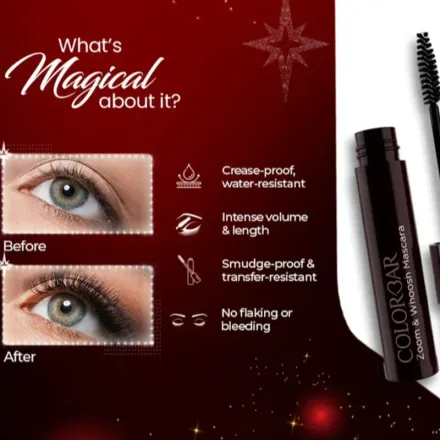 What's
Magical
about it?
Crease-proof,
water-resistant
Intense volume
& length
Smudge-proof &
transfer-resistant
No flaking or
bleeding
Before
After
COLORBAR
Zoom & Whoosh Mascara